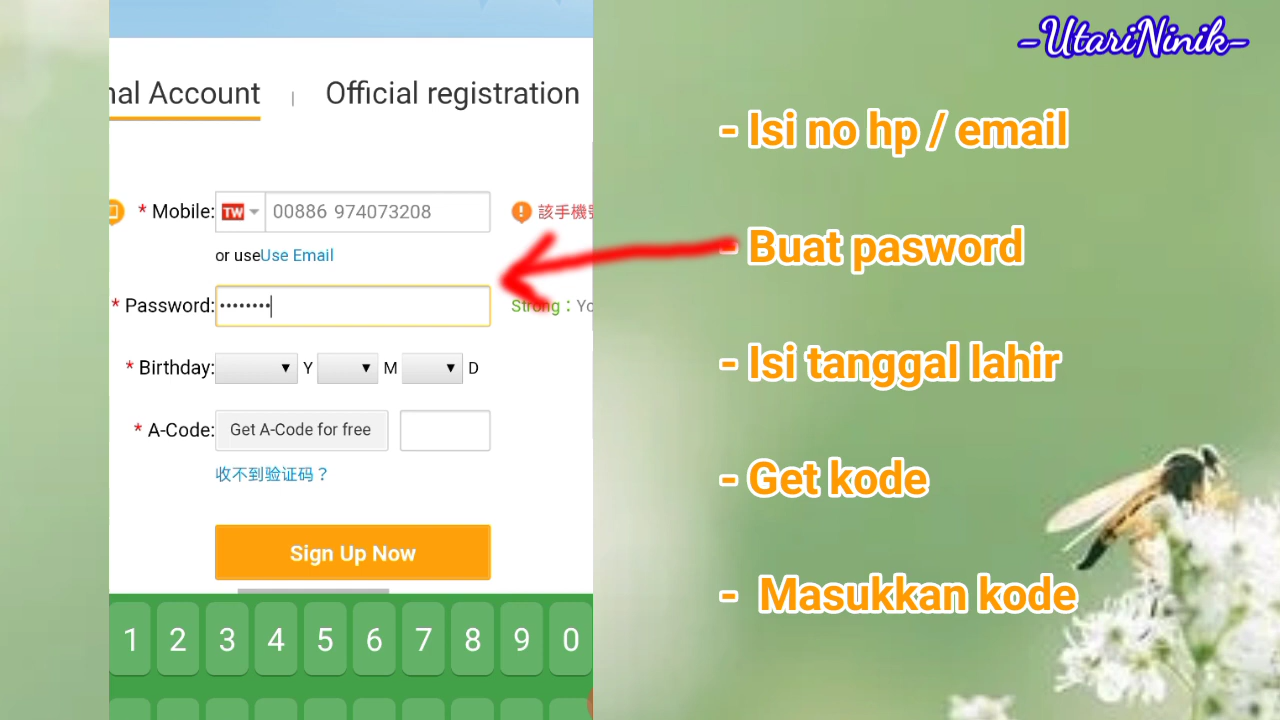 -UtariNinik-
nal Account | Official registration
* Mobile: TW 00886 974073208 該手機
or useUse Email
* Password: •••••••• Strong：Yo
* Birthday: Y M D
* A-Code: Get A-Code for free
收不到验证码？
Sign Up Now
1 2 3 4 5 6 7 8 9 0
- Isi no hp / email
- Buat pasword
- Isi tanggal lahir
- Get kode
- Masukkan kode